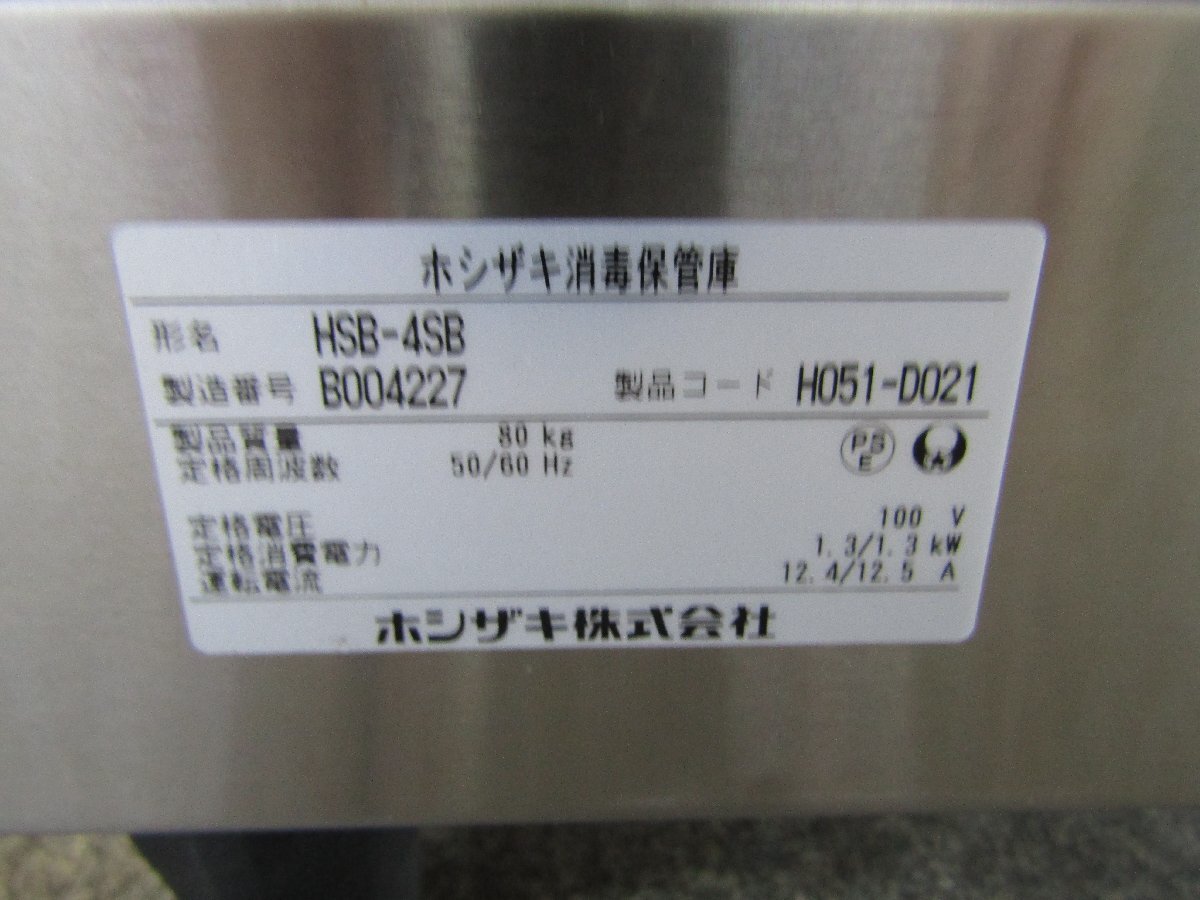 ホシザキ消毒保管庫
形名 HSB-4SB
製造番号 B004227 製品コード H051-D021
製品質量 80 kg
定格周波数 50/60 Hz
PSE
定格電圧 100 V
定格消費電力 1.3/1.3 kW
運転電流 12.4/12.5 A
ホシザキ株式会社